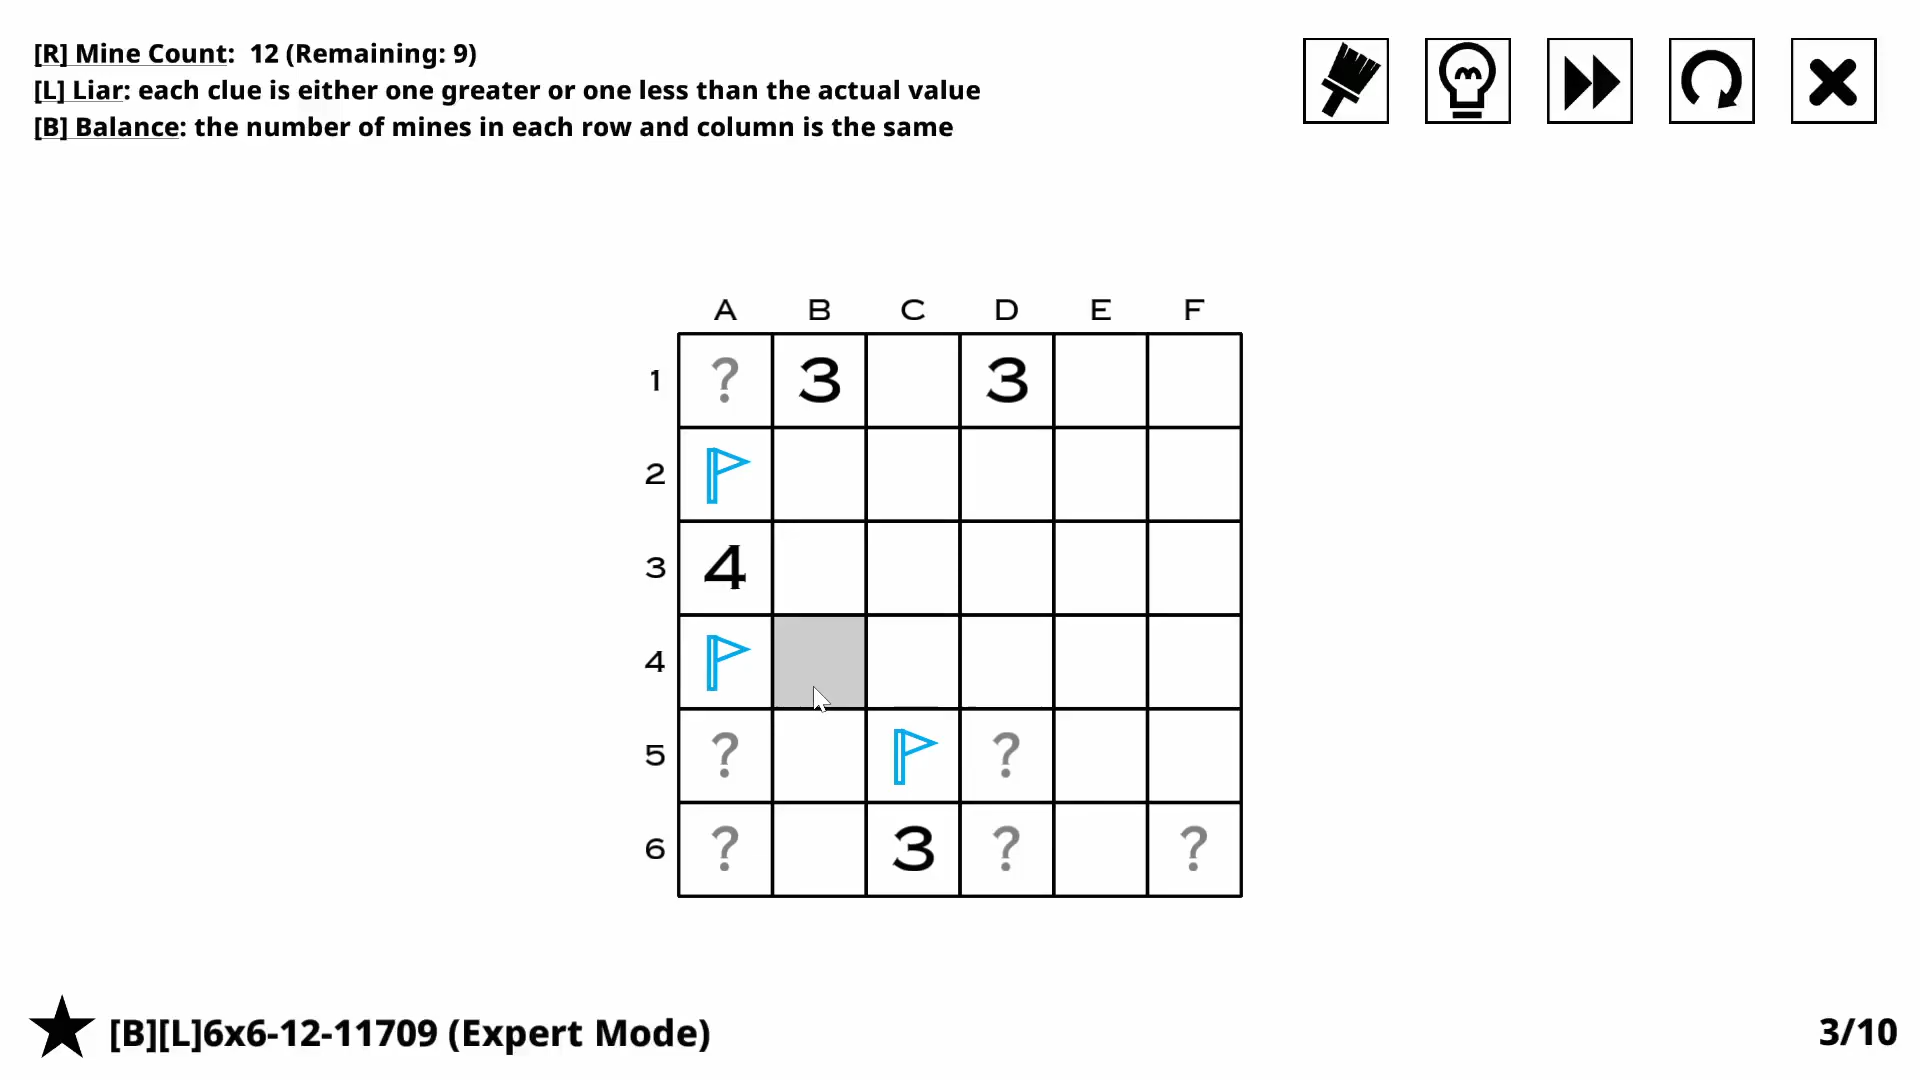 [R] Mine Count: 12 (Remaining: 9)
[L] Liar: each clue is either one greater or one less than the actual value
[B] Balance: the number of mines in each row and column is the same
A B C D E F
1 ? 3 3
2
3 4
4
5 ? ?
6 ? 3 ? ?
[B][L]6x6-12-11709 (Expert Mode)
3/10